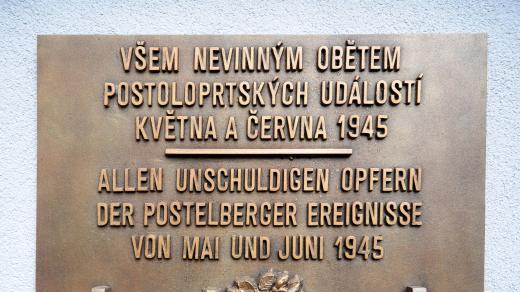 VŠEM NEVINNÝM OBĚTEM
POSTOLOPRTSKÝCH UDÁLOSTÍ
KVĚTNA A ČERVNA 1945
ALLEN UNSCHULDIGEN OPFERN
DER POSTELBERGER EREIGNISSE
VON MAI UND JUNI 1945